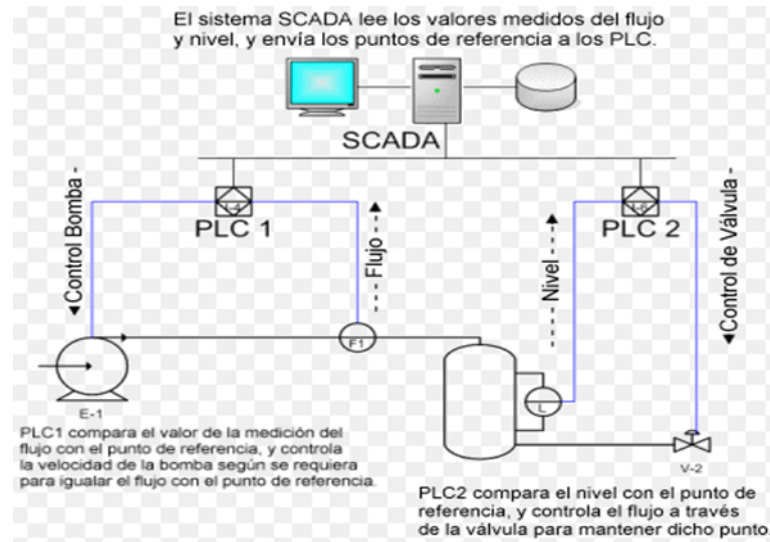 El sistema SCADA lee los valores medidos del flujo
y nivel, y envía los puntos de referencia a los PLC.
SCADA
I-4
I-6
PLC 1
PLC 2
Control Bomba -
Flujo
Nivel
Control de Válvula -
F1
L
E-1
V-2
PLC1 compara el valor de la medición del
flujo con el punto de referencia, y controla
la velocidad de la bomba según se requiera
para igualar el flujo con el punto de referencia.
PLC2 compara el nivel con el punto de
referencia, y controla el flujo a través
de la válvula para mantener dicho punto